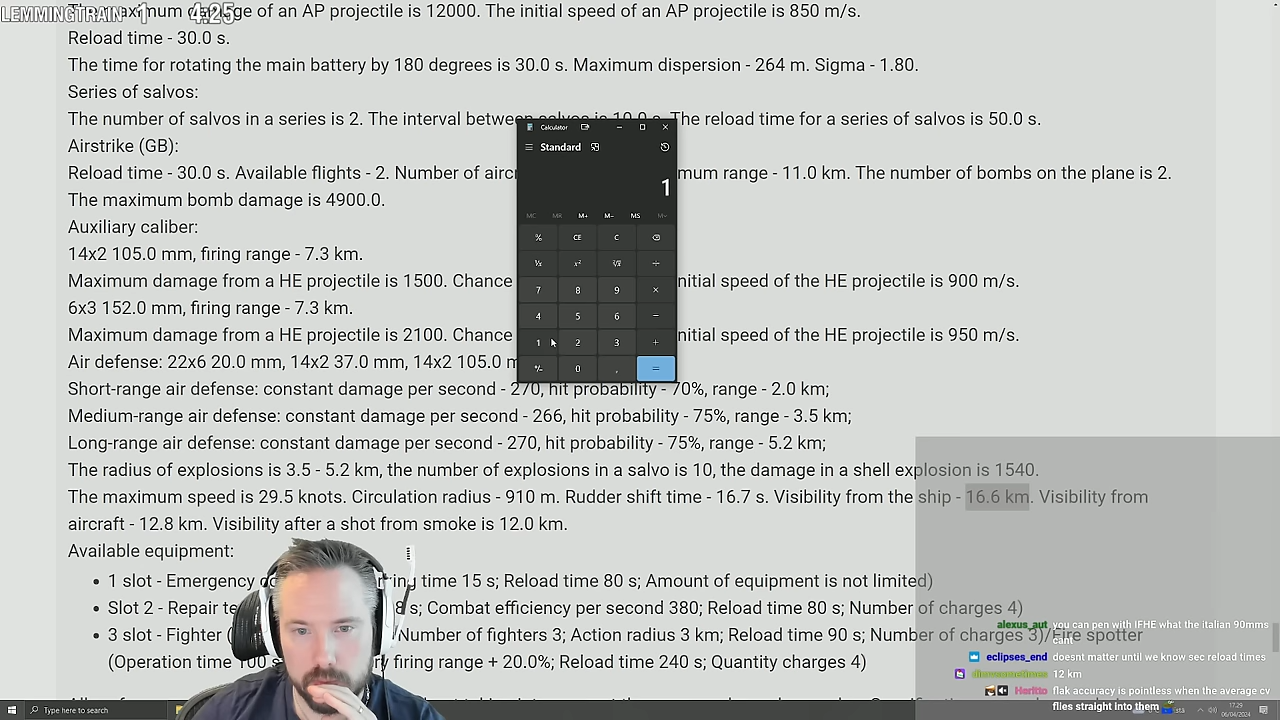 LEMMINGTRAIN 1 4:25
maximum damage of an AP projectile is 12000. The initial speed of an AP projectile is 850 m/s.
Reload time - 30.0 s.
The time for rotating the main battery by 180 degrees is 30.0 s. Maximum dispersion - 264 m. Sigma - 1.80.
Series of salvos:
The number of salvos in a series is 2. The interval between salvos is 10.0 s. The reload time for a series of salvos is 50.0 s.
Airstrike (GB):
Reload time - 30.0 s. Available flights - 2. Number of airc mum range - 11.0 km. The number of bombs on the plane is 2.
The maximum bomb damage is 4900.0.
Auxiliary caliber:
14x2 105.0 mm, firing range - 7.3 km.
Maximum damage from a HE projectile is 1500. Chance nitial speed of the HE projectile is 900 m/s.
6x3 152.0 mm, firing range - 7.3 km.
Maximum damage from a HE projectile is 2100. Chance nitial speed of the HE projectile is 950 m/s.
Air defense: 22x6 20.0 mm, 14x2 37.0 mm, 14x2 105.0 m
Short-range air defense: constant damage per second - 270, hit probability - 70%, range - 2.0 km;
Medium-range air defense: constant damage per second - 266, hit probability - 75%, range - 3.5 km;
Long-range air defense: constant damage per second - 270, hit probability - 75%, range - 5.2 km;
The radius of explosions is 3.5 - 5.2 km, the number of explosions in a salvo is 10, the damage in a shell explosion is 1540.
The maximum speed is 29.5 knots. Circulation radius - 910 m. Rudder shift time - 16.7 s. Visibility from the ship - 16.6 km. Visibility from
aircraft - 12.8 km. Visibility after a shot from smoke is 12.0 km.
Available equipment:
• 1 slot - Emergency co ring time 15 s; Reload time 80 s; Amount of equipment is not limited)
• Slot 2 - Repair te 8 s; Combat efficiency per second 380; Reload time 80 s; Number of charges 4)
• 3 slot - Fighter ( Number of fighters 3; Action radius 3 km; Reload time 90 s; Number of charges 3)/Fire spotter
(Operation time 100 s y firing range + 20.0%; Reload time 240 s; Quantity charges 4)
Calculator
Standard
1
MC MR M+ M- MS M
% CE C
⅟x x² ²√x ÷
7 8 9 ×
4 5 6 −
1 2 3 +
+/- 0 , =
alexus_aut you can pen with IFHE what the italian 90mms
cant
eclipses_end doesnt matter until we know sec reload times
12 km
Heritto flak accuracy is pointless when the average cv
flies straight into them
Type here to search
17.29
06/04/2024